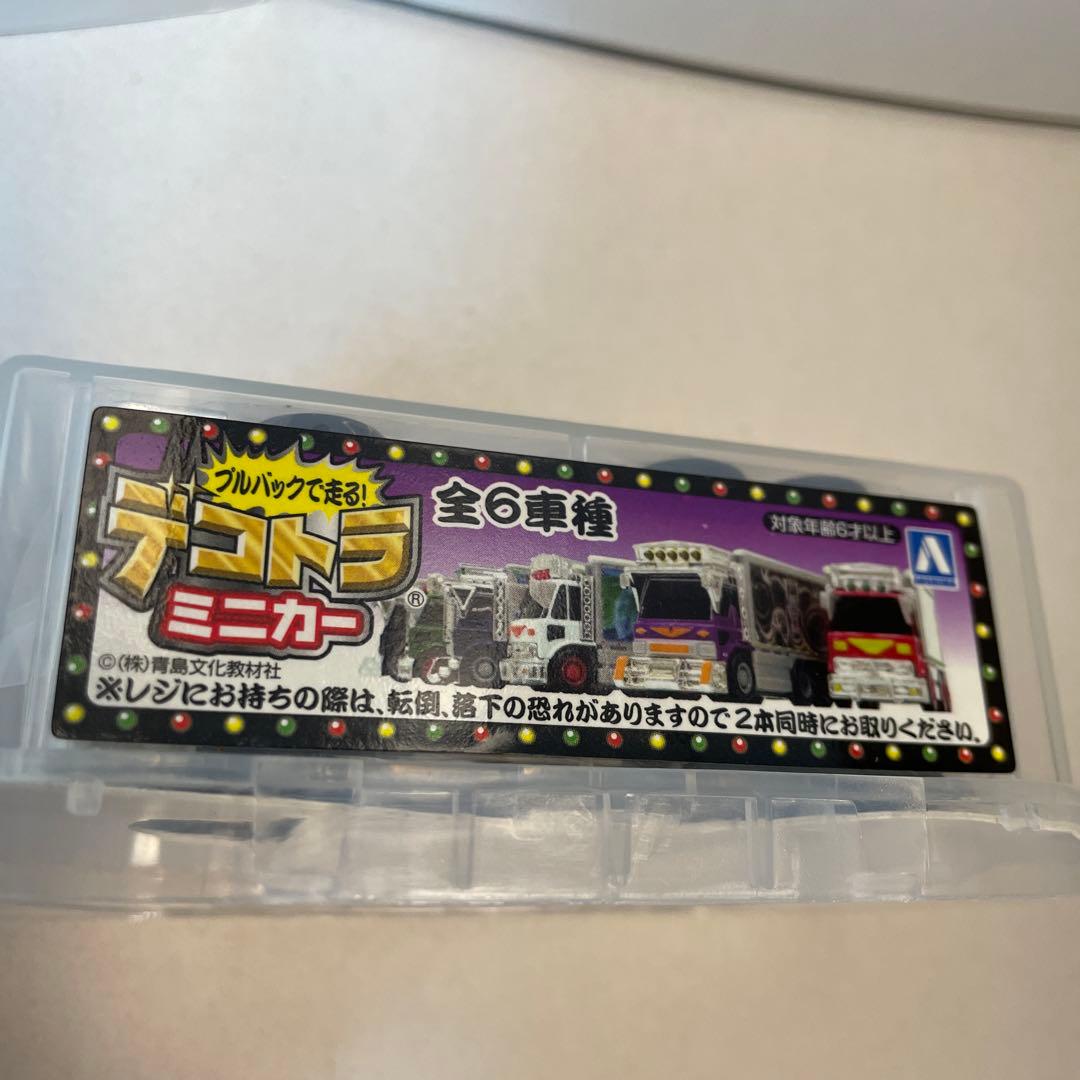 プルバックで走る!
デコトラ®
ミニカー
全6車種
対象年齢6才以上
©(株)青島文化教材社
※レジにお持ちの際は、転倒、落下の恐れがありますので2本同時にお取りください.